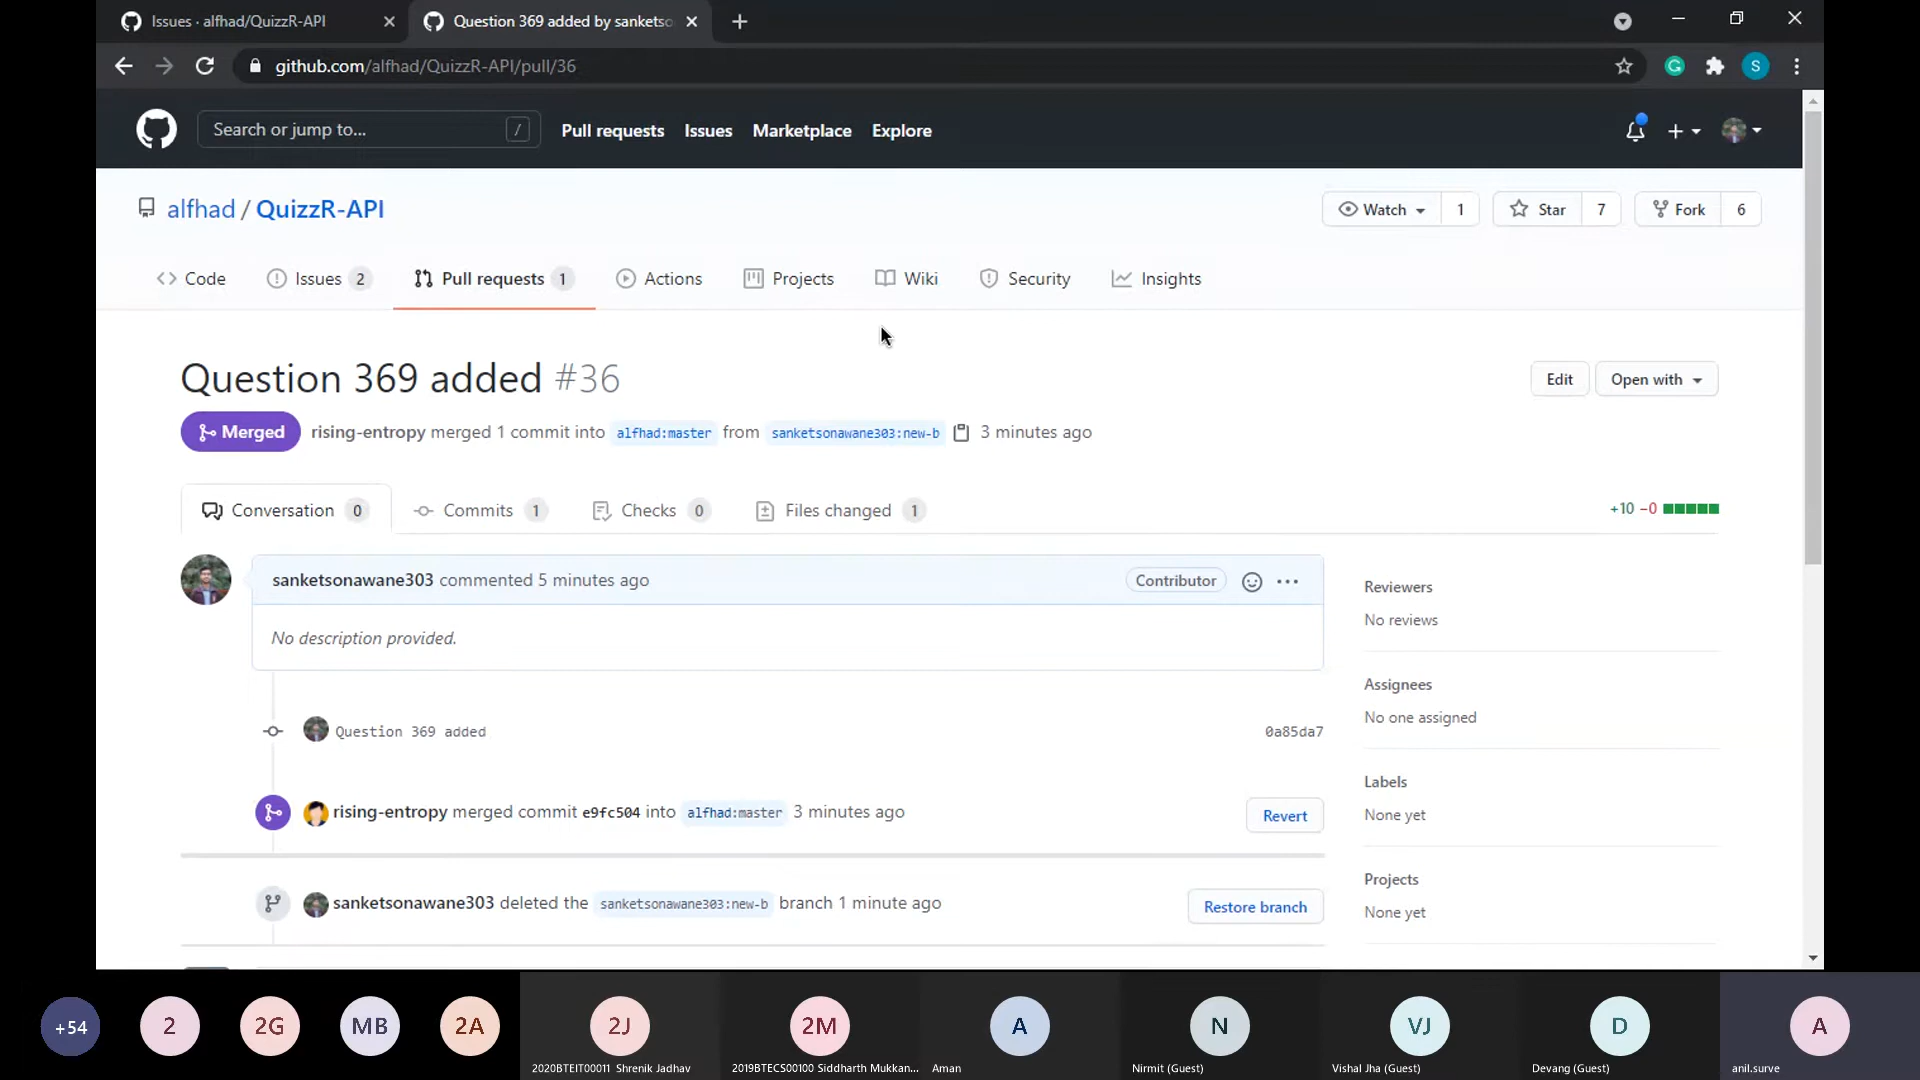 Issues · alfhad/QuizzR-API
Question 369 added by sanketso
github.com/alfhad/QuizzR-API/pull/36
G
S
Search or jump to...
/
Pull requests
Issues
Marketplace
Explore
alfhad / QuizzR-API
Watch 1
Star 7
Fork 6
Code
Issues 2
Pull requests 1
Actions
Projects
Wiki
Security
Insights
Question 369 added #36
Edit
Open with
Merged
rising-entropy merged 1 commit into alfhad:master from sanketsonawane303:new-b 3 minutes ago
Conversation 0
Commits 1
Checks 0
Files changed 1
+10 −0
sanketsonawane303 commented 5 minutes ago
Contributor
No description provided.
Reviewers
No reviews
Assignees
No one assigned
Question 369 added
0a85da7
Labels
None yet
rising-entropy merged commit e9fc504 into alfhad:master 3 minutes ago
Revert
Projects
None yet
sanketsonawane303 deleted the sanketsonawane303:new-b branch 1 minute ago
Restore branch
+54
2
2G
MB
2A
2J
2M
A
N
VJ
D
A
2020BTEIT00011 Shrenik Jadhav
2019BTECS00100 Siddharth Mukkan...
Aman
Nirmit (Guest)
Vishal Jha (Guest)
Devang (Guest)
anil.surve